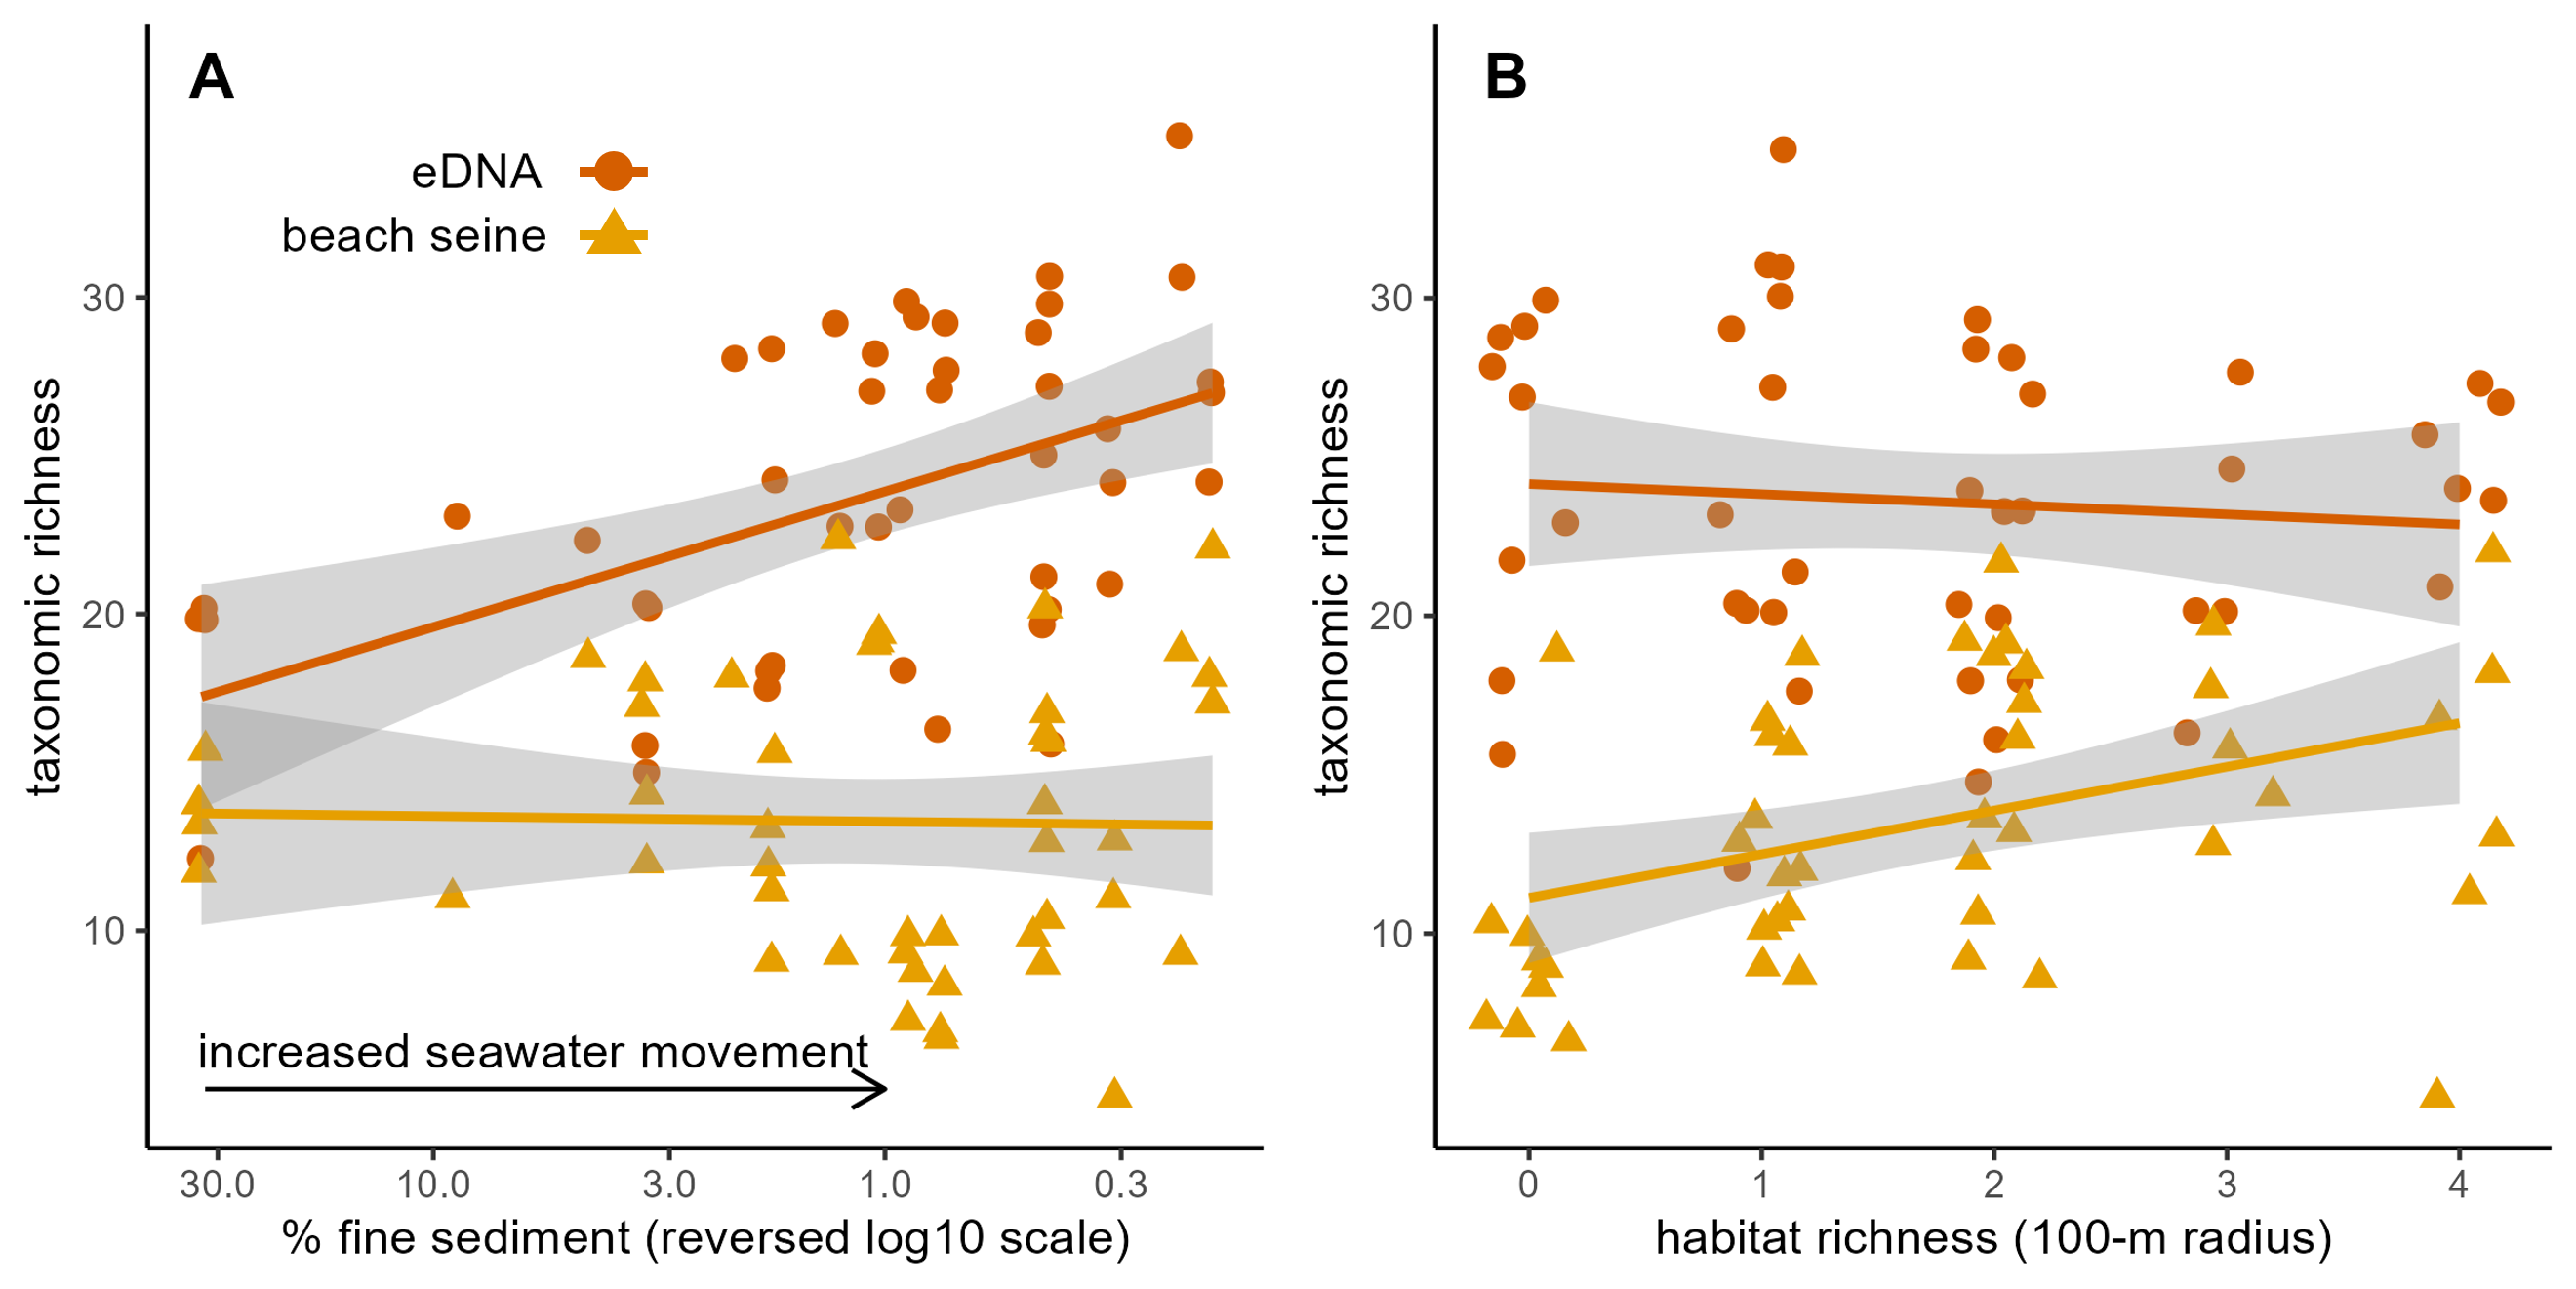 A
eDNA
beach seine
30
20
10
taxonomic richness
increased seawater movement
30.0 10.0 3.0 1.0 0.3
% fine sediment (reversed log10 scale)
B
30
20
10
taxonomic richness
0 1 2 3 4
habitat richness (100-m radius)